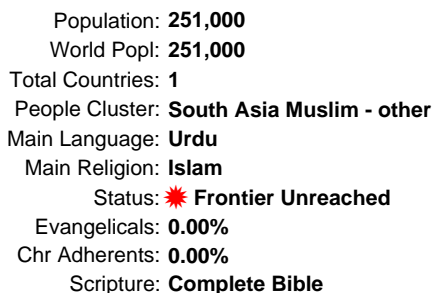 Population: 251,000
World Popl: 251,000
Total Countries: 1
People Cluster: South Asia Muslim - other
Main Language: Urdu
Main Religion: Islam
Status: Frontier Unreached
Evangelicals: 0.00%
Chr Adherents: 0.00%
Scripture: Complete Bible